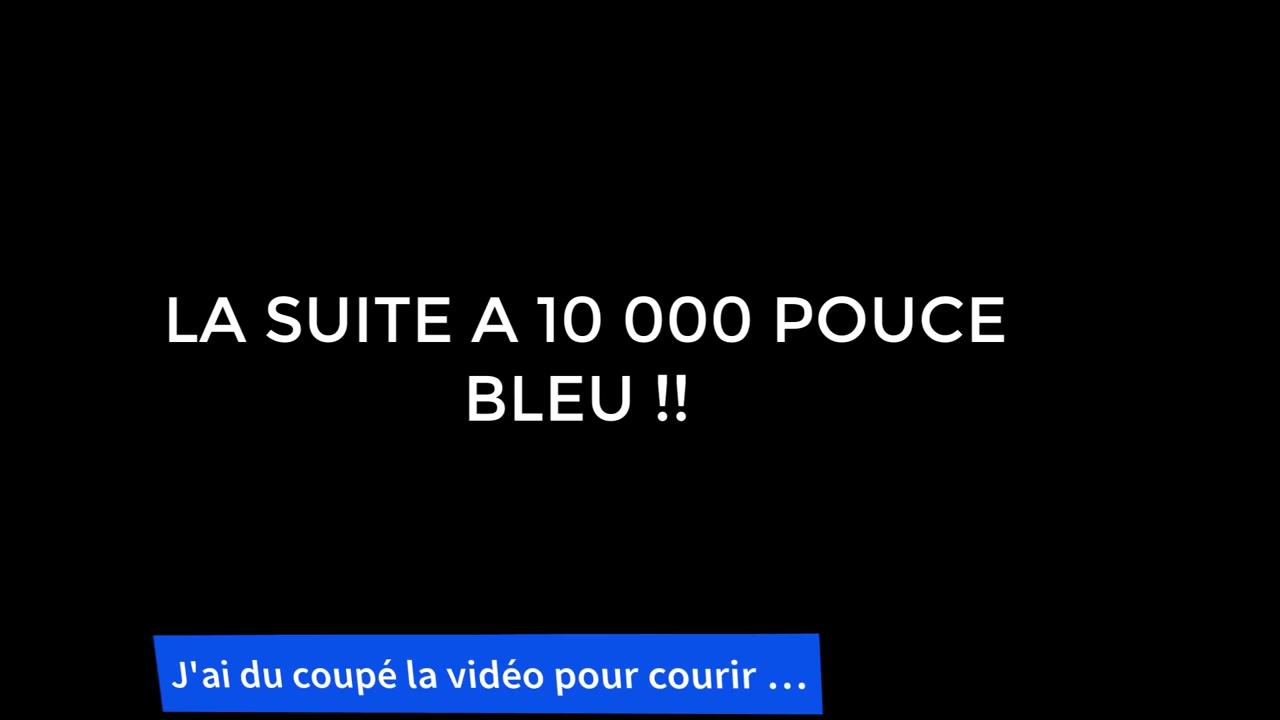 LA SUITE A 10 000 POUCE
BLEU !!
J'ai du coupé la vidéo pour courir ...